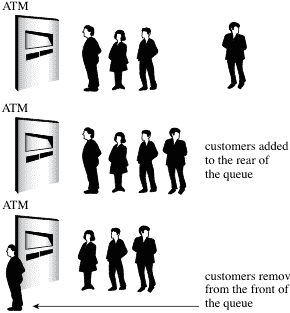 ATM
ATM
customers added
to the rear of
the queue
ATM
customers remov
from the front of
the queue